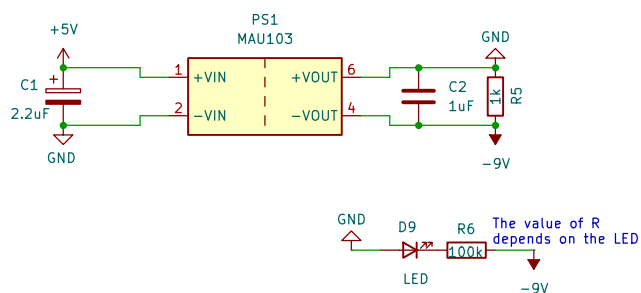 PS1
MAU103
+5V
GND
1
+VIN
+VOUT
6
C1
+
2.2uF
C2
1uF
1k
R5
2
-VIN
-VOUT
4
GND
-9V
GND
D9
R6
The value of R
depends on the LED
100k
LED
-9V